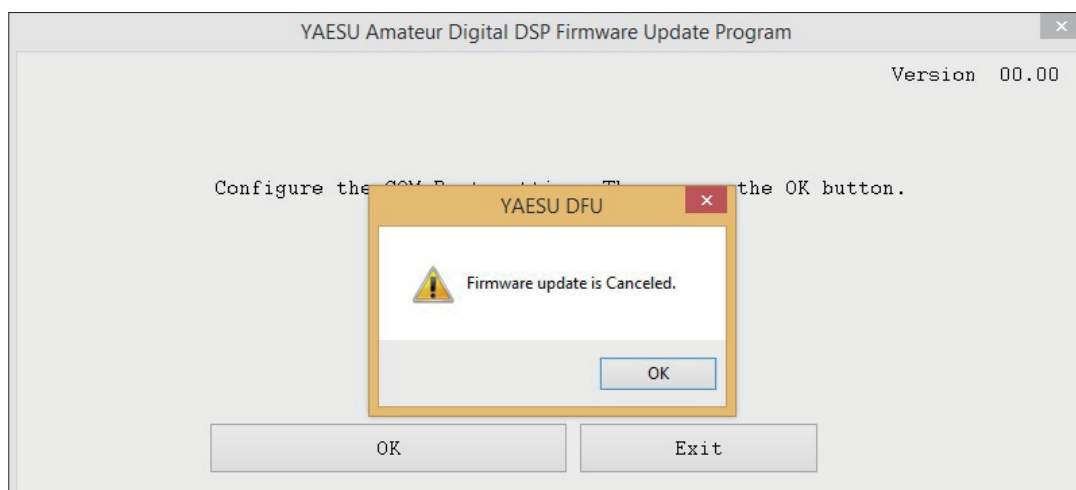 YAESU Amateur Digital DSP Firmware Update Program
Version 00.00
Configure the the OK button.
YAESU DFU
Firmware update is Canceled.
OK
OK Exit